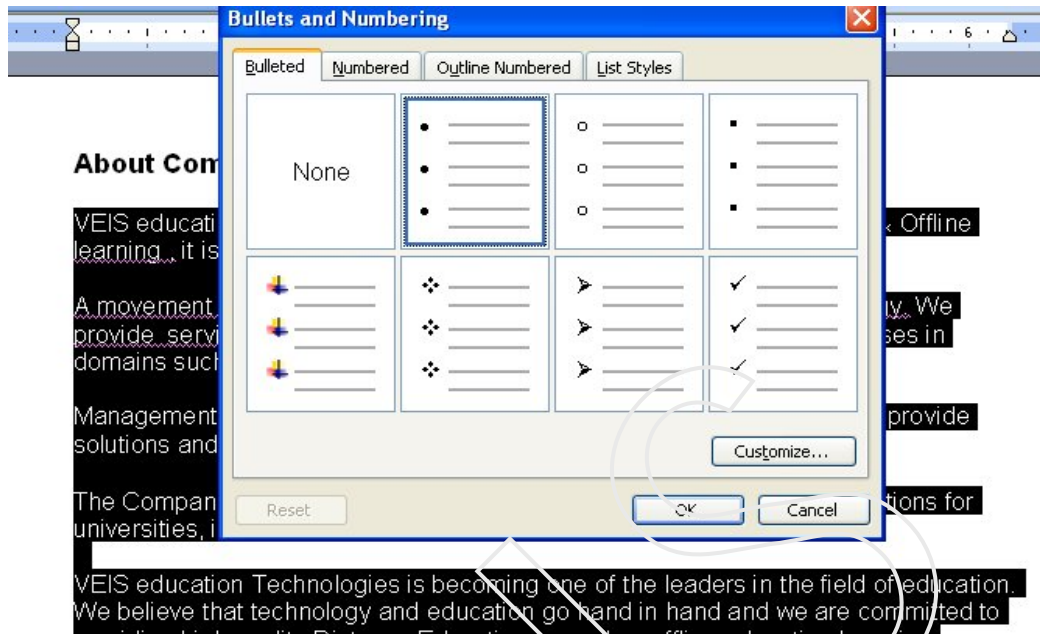 Bullets and Numbering
6
Bulleted Numbered Outline Numbered List Styles
None
Customize...
Reset OK Cancel
About Com
VEIS educati Offline
learning , it is
A movement y. We
provide servi ses in
domains such
Management provide
solutions and
The Compan tions for
universities, i
VEIS education Technologies is becoming one of the leaders in the field of education.
We believe that technology and education go hand in hand and we are committed to